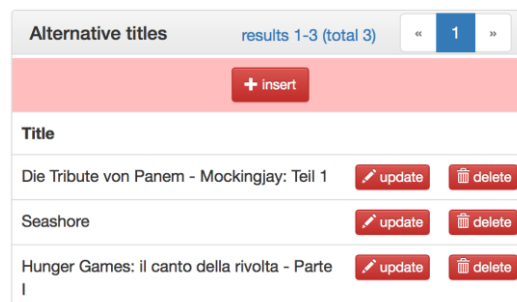 Alternative titles results 1-3 (total 3) « 1 »
+ insert
Title
Die Tribute von Panem - Mockingjay: Teil 1 update delete
Seashore update delete
Hunger Games: il canto della rivolta - Parte update delete
I